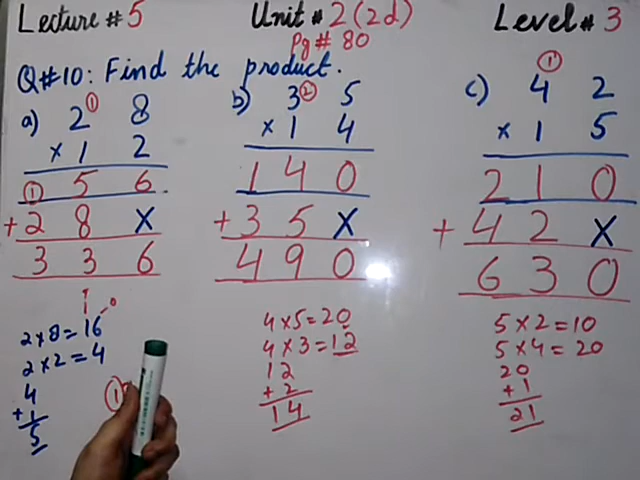 Lecture # 5 Unit # 2 (2d) Level # 3
Pg # 80
Q#10: Find the product.
a) 2 ① 8
× 1 2
① 5 6
+ 2 8 X
3 3 6
2×8=16
2×2=4
4
+1
5
①
b) 3 ② 5
× 1 4
1 4 0
+ 3 5 X
4 9 0
4×5=20
4×3=12
12
+2
14
①
c) 4 2
× 1 5
2 1 0
+ 4 2 X
6 3 0
5×2=10
5×4=20
20
+1
21